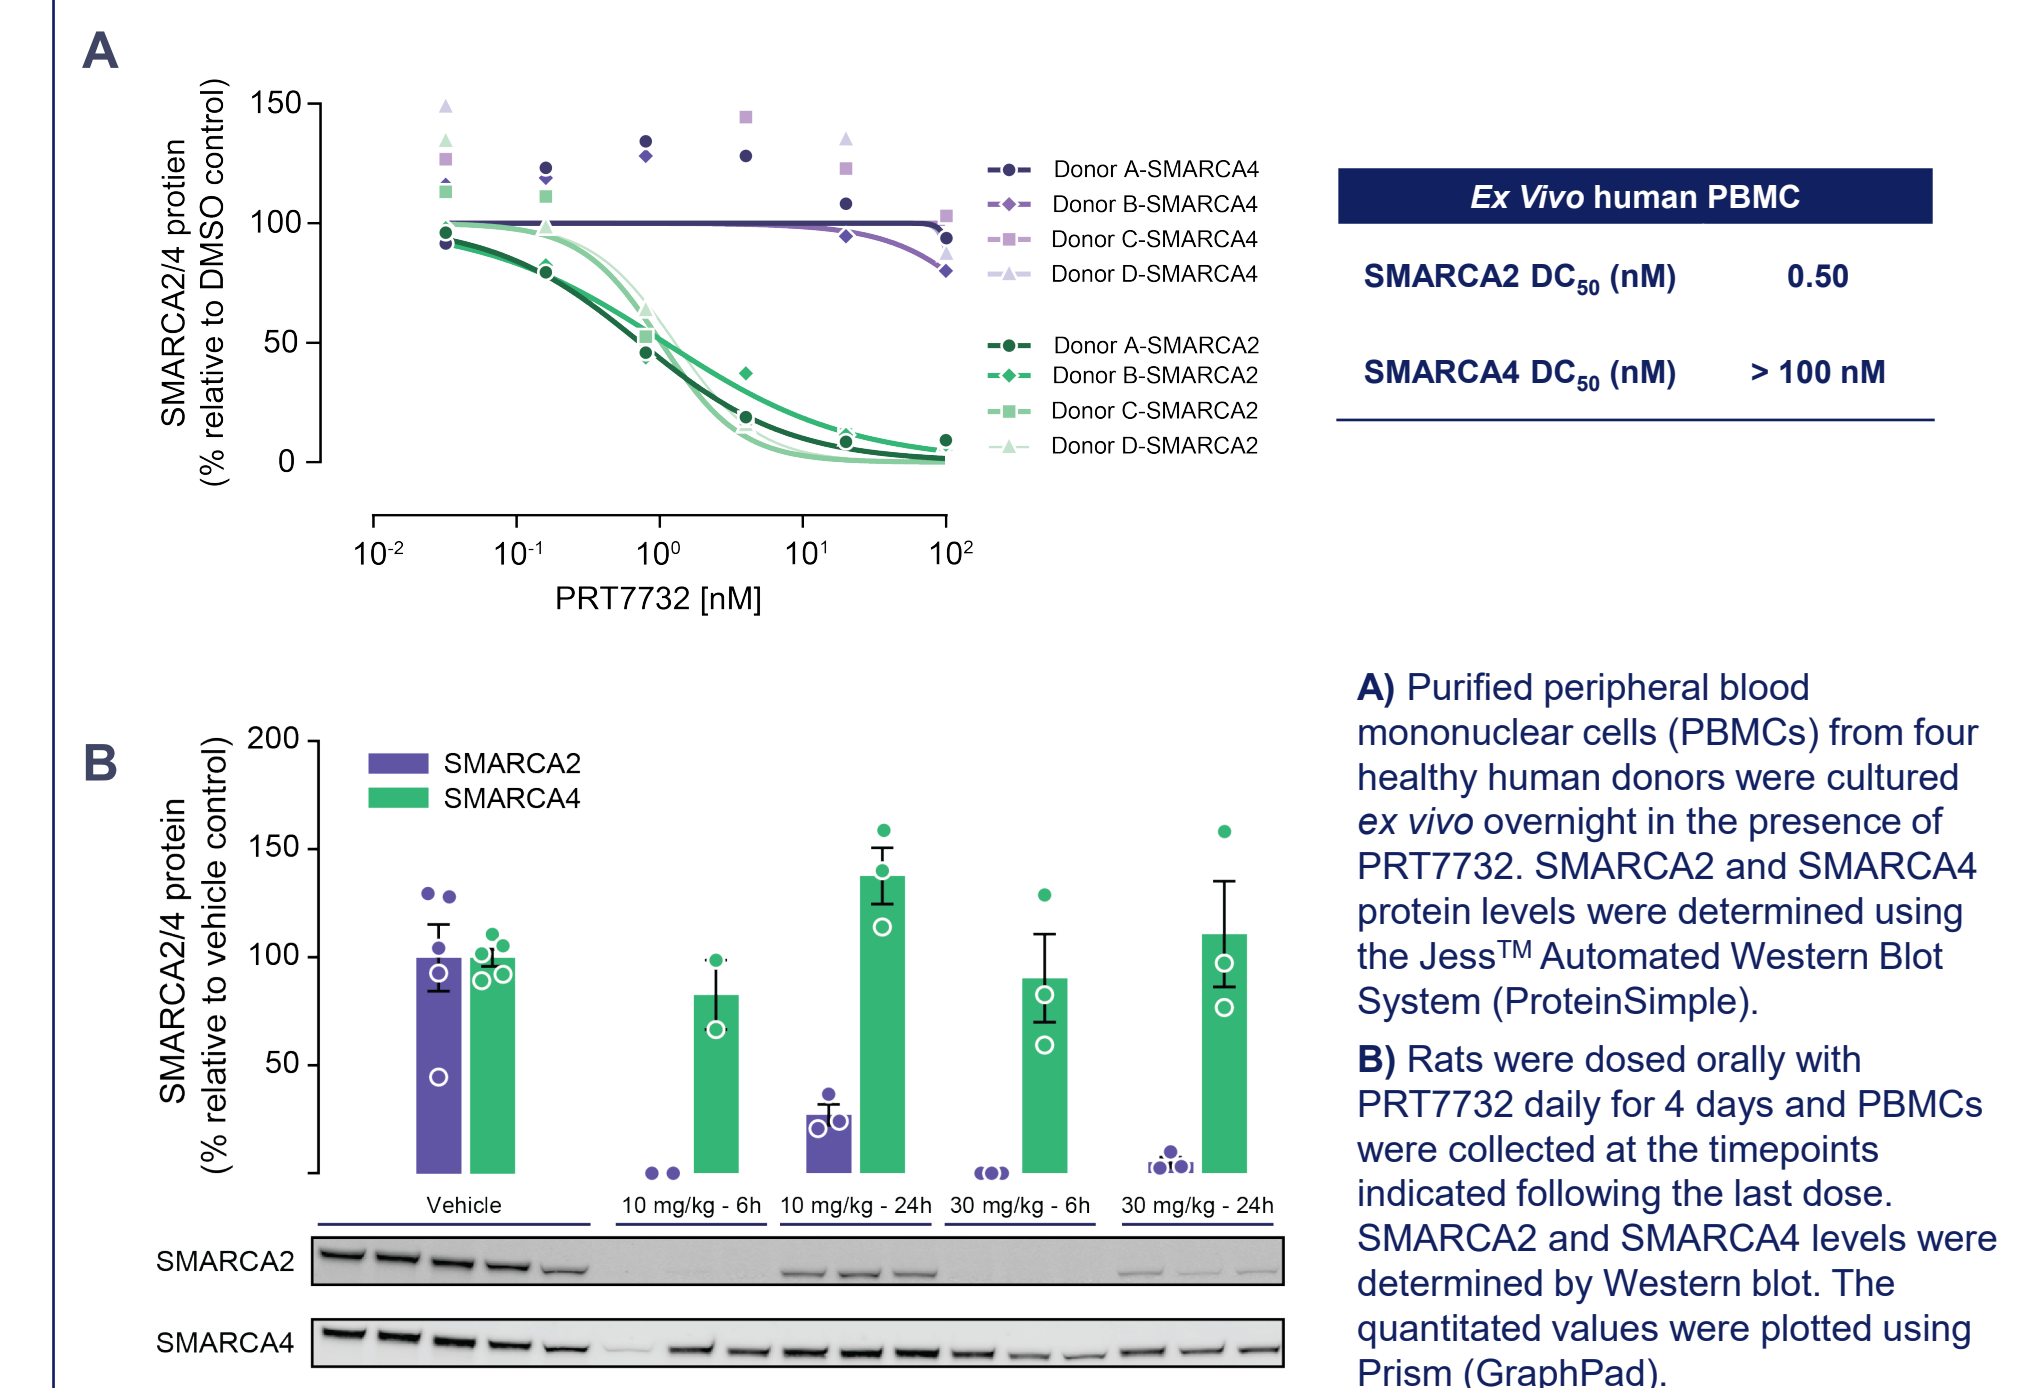 A
150
100
50
0
SMARCA2/4 protien
(% relative to DMSO control)
10-2
10-1
100
101
102
PRT7732 [nM]
Donor A-SMARCA4
Donor B-SMARCA4
Donor C-SMARCA4
Donor D-SMARCA4
Donor A-SMARCA2
Donor B-SMARCA2
Donor C-SMARCA2
Donor D-SMARCA2
Ex Vivo human PBMC
SMARCA2 DC50 (nM) 0.50
SMARCA4 DC50 (nM) > 100 nM
B
200
150
100
50
SMARCA2/4 protein
(% relative to vehicle control)
SMARCA2
SMARCA4
Vehicle
10 mg/kg - 6h
10 mg/kg - 24h
30 mg/kg - 6h
30 mg/kg - 24h
SMARCA2
SMARCA4
A) Purified peripheral blood
mononuclear cells (PBMCs) from four
healthy human donors were cultured
ex vivo overnight in the presence of
PRT7732. SMARCA2 and SMARCA4
protein levels were determined using
the Jess™ Automated Western Blot
System (ProteinSimple).
B) Rats were dosed orally with
PRT7732 daily for 4 days and PBMCs
were collected at the timepoints
indicated following the last dose.
SMARCA2 and SMARCA4 levels were
determined by Western blot. The
quantitated values were plotted using
Prism (GraphPad).